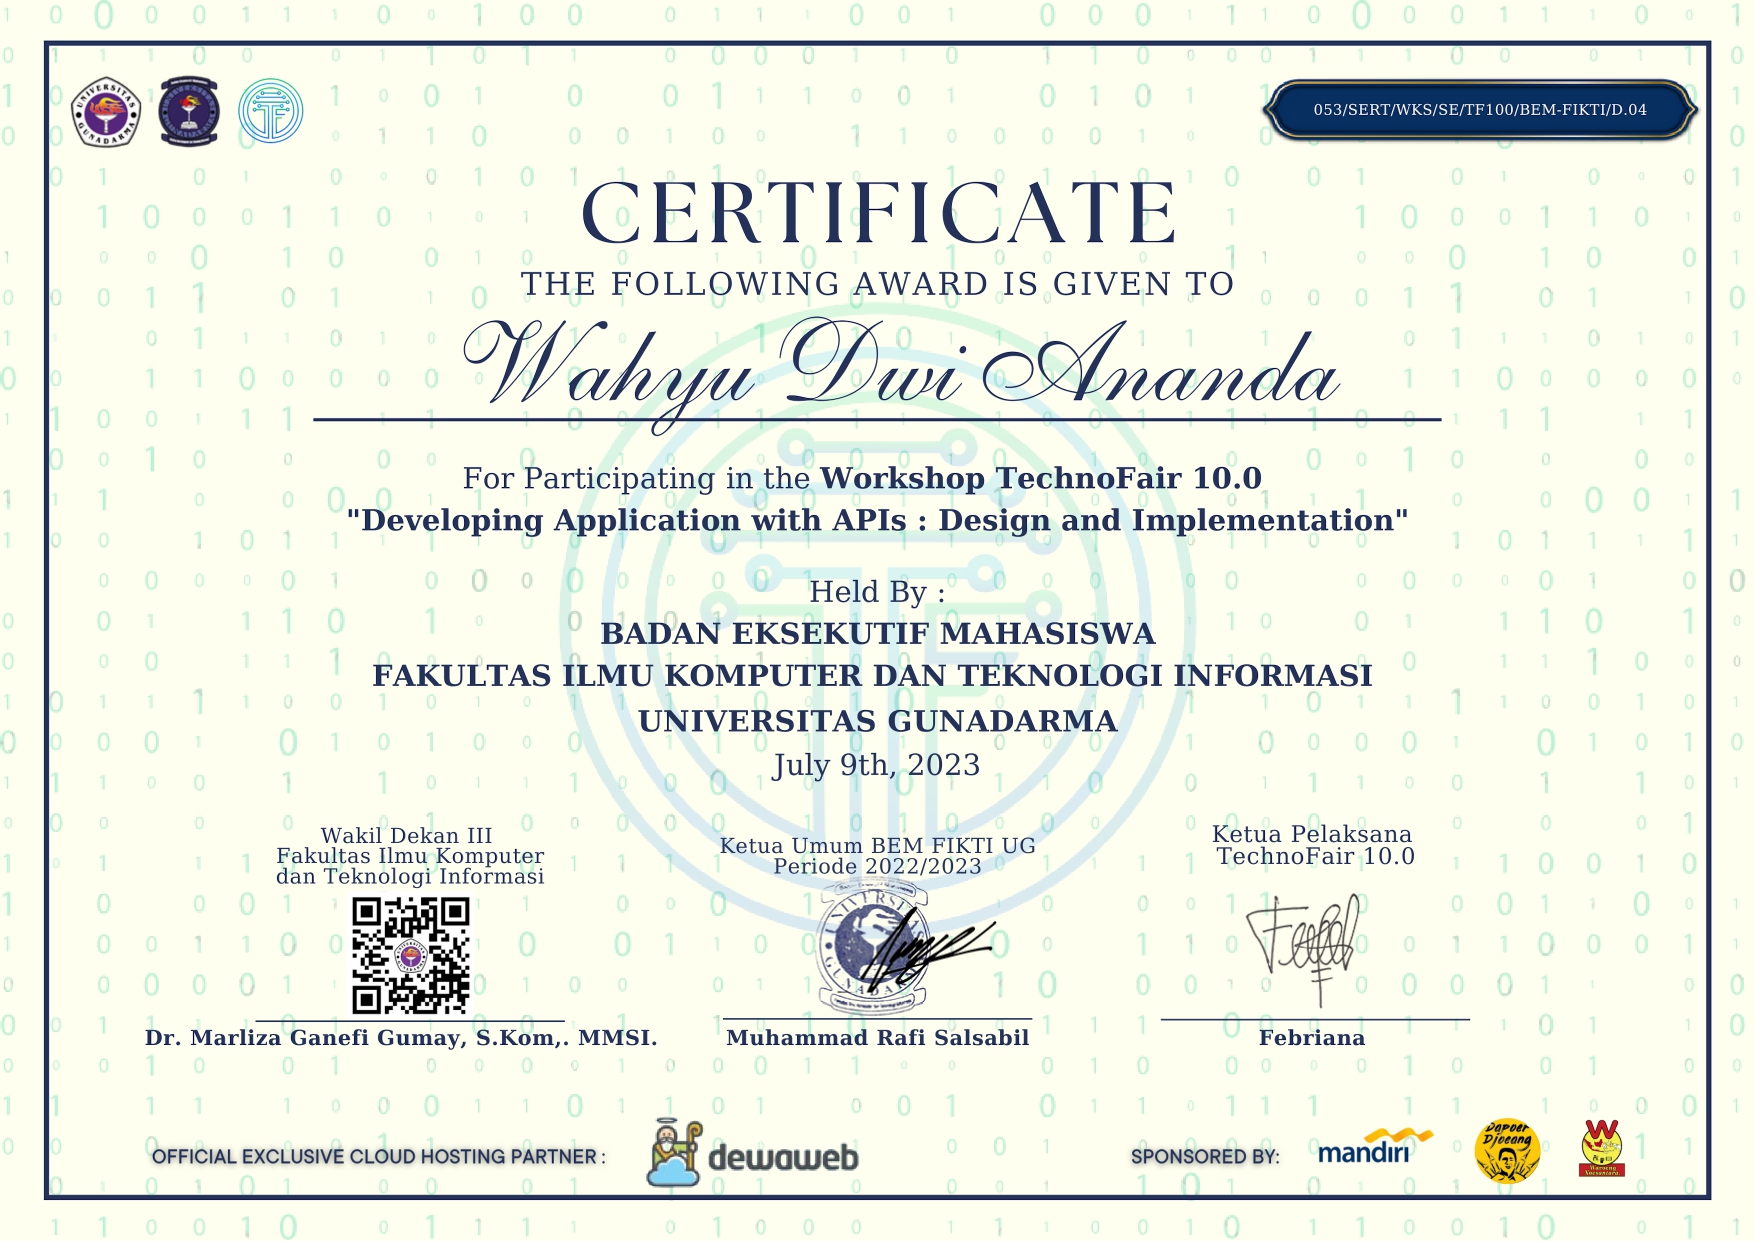 UNIVERSITAS GUNADARMA
053/SERT/WKS/SE/TF100/BEM-FIKTI/D.04
CERTIFICATE
THE FOLLOWING AWARD IS GIVEN TO
Wahyu Dwi Ananda
For Participating in the Workshop TechnoFair 10.0
"Developing Application with APIs : Design and Implementation"
Held By :
BADAN EKSEKUTIF MAHASISWA
FAKULTAS ILMU KOMPUTER DAN TEKNOLOGI INFORMASI
UNIVERSITAS GUNADARMA
July 9th, 2023
Wakil Dekan III
Fakultas Ilmu Komputer
dan Teknologi Informasi
Dr. Marliza Ganefi Gumay, S.Kom,. MMSI.
Ketua Umum BEM FIKTI UG
Periode 2022/2023
Muhammad Rafi Salsabil
Ketua Pelaksana
TechnoFair 10.0
Febriana
OFFICIAL EXCLUSIVE CLOUD HOSTING PARTNER :
dewaweb
SPONSORED BY:
mandiri
Dapoer
Djoeang
W
Waroeng
Noesantara